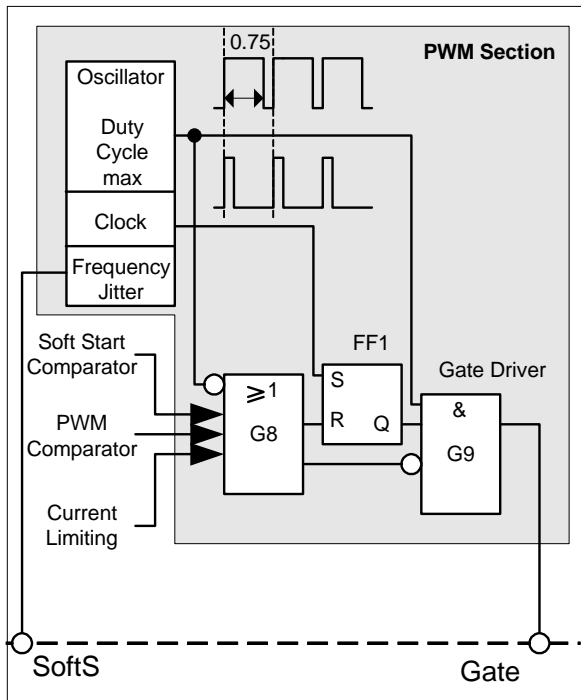 0.75
PWM Section
Oscillator
Duty
Cycle
max
Clock
Frequency
Jitter
Soft Start
Comparator
PWM
Comparator
Current
Limiting
≥1
G8
FF1
S
R
Q
Gate Driver
&
G9
SoftS
Gate